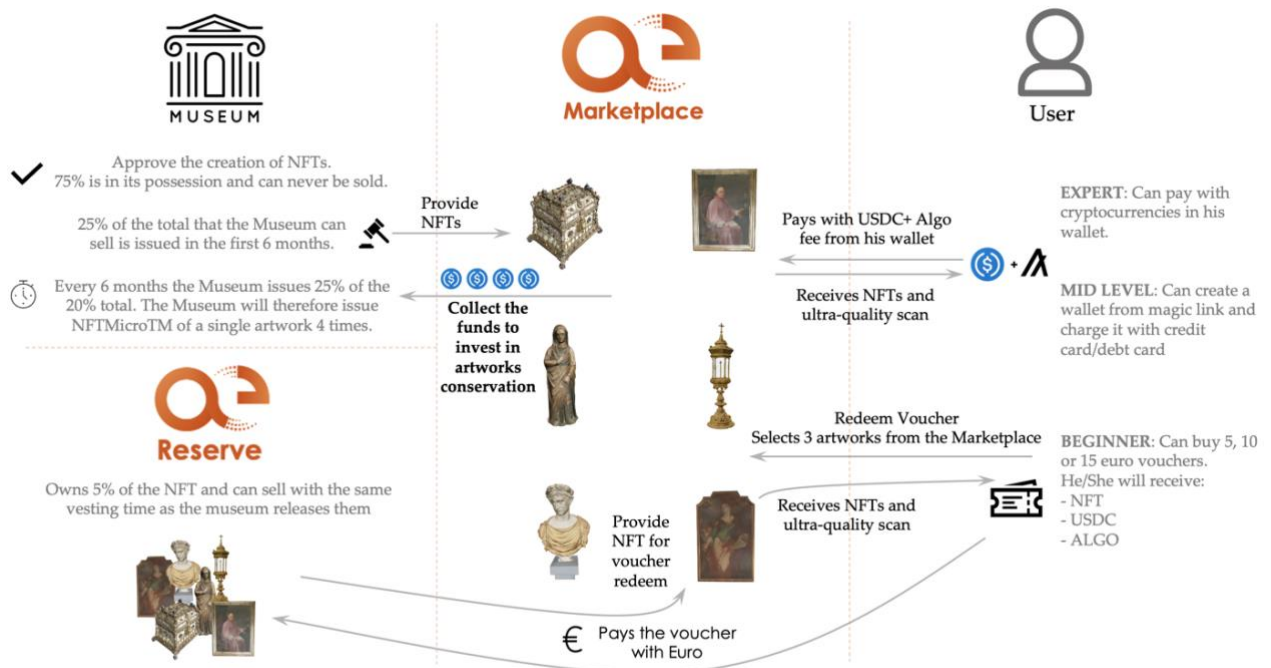 MUSEUM
Approve the creation of NFTs.
75% is in its possession and can never be sold.
25% of the total that the Museum can
sell is issued in the first 6 months.
Every 6 months the Museum issues 25% of the
20% total. The Museum will therefore issue
NFTMicroTM of a single artwork 4 times.
ae
Reserve
Owns 5% of the NFT and can sell with the same
vesting time as the museum releases them
ae
Marketplace
Provide
NFTs
Collect the
funds to
invest in
artworks
conservation
Provide
NFT for
voucher
redeem
€ Pays the voucher
with Euro
Pays with USDC+ Algo
fee from his wallet
Receives NFTs and
ultra-quality scan
Redeem Voucher
Selects 3 artworks from the Marketplace
Receives NFTs and
ultra-quality scan
User
$ + 
EXPERT: Can pay with
cryptocurrencies in his
wallet.
MID LEVEL: Can create a
wallet from magic link and
charge it with credit
card/debt card
BEGINNER: Can buy 5, 10
or 15 euro vouchers.
He/She will receive:
- NFT
- USDC
- ALGO